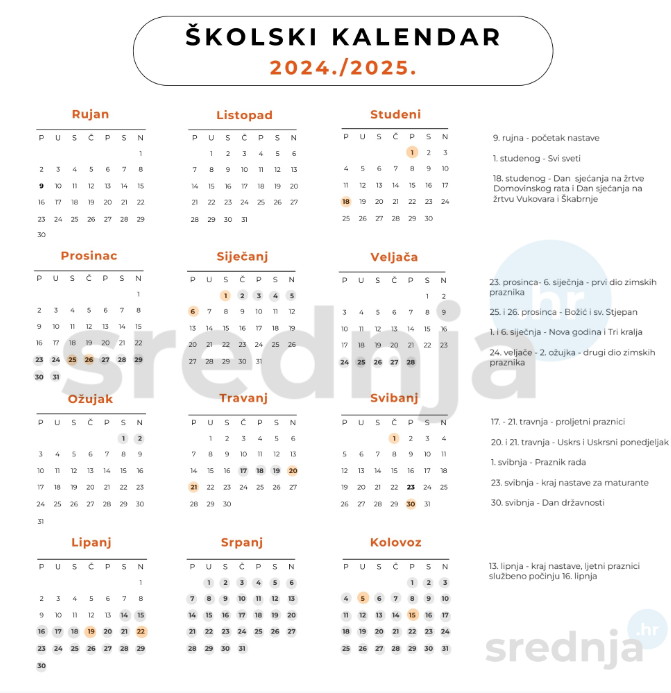 ŠKOLSKI KALENDAR
2024./2025.
Rujan
P U S Č P S N
1
2 3 4 5 6 7 8
9 10 11 12 13 14 15
16 17 18 19 20 21 22
23 24 25 26 27 28 29
30
Listopad
P U S Č P S N
1 2 3 4 5 6
7 8 9 10 11 12 13
14 15 16 17 18 19 20
21 22 23 24 25 26 27
28 29 30 31
Studeni
P U S Č P S N
1 2 3
4 5 6 7 8 9 10
11 12 13 14 15 16 17
18 19 20 21 22 23 24
25 26 27 28 29 30
9. rujna - početak nastave
1. studenog - Svi sveti
18. studenog - Dan sjećanja na žrtve
Domovinskog rata i Dan sjećanja na
žrtvu Vukovara i Škabrnje
Prosinac
P U S Č P S N
1
2 3 4 5 6 7 8
9 10 11 12 13 14 15
16 17 18 19 20 21 22
23 24 25 26 27 28 29
30 31
Siječanj
P U S Č P S N
1 2 3 4 5
6 7 8 9 10 11 12
13 14 15 16 17 18 19
20 21 22 23 24 25 26
27 28 29 30 31
Veljača
P U S Č P S N
1 2
3 4 5 6 7 8 9
10 11 12 13 14 15 16
17 18 19 20 21 22 23
24 25 26 27 28
23. prosinca- 6. siječnja - prvi dio zimskih
praznika
25. i 26. prosinca - Božić i sv. Stjepan
1. i 6. siječnja - Nova godina i Tri kralja
24. veljače - 2. ožujka - drugi dio zimskih
praznika
srednja
.hr
Ožujak
P U S Č P S N
1 2
3 4 5 6 7 8 9
10 11 12 13 14 15 16
17 18 19 20 21 22 23
24 25 26 27 28 29 30
31
Travanj
P U S Č P S N
1 2 3 4 5 6
7 8 9 10 11 12 13
14 15 16 17 18 19 20
21 22 23 24 25 26 27
28 29 30
Svibanj
P U S Č P S N
1 2 3 4
5 6 7 8 9 10 11
12 13 14 15 16 17 18
19 20 21 22 23 24 25
26 27 28 29 30 31
17. - 21. travnja - proljetni praznici
20. i 21. travnja - Uskrs i Uskrsni ponedjeljak
1. svibnja - Praznik rada
23. svibnja - kraj nastave za maturante
30. svibnja - Dan državnosti
Lipanj
P U S Č P S N
1
2 3 4 5 6 7 8
9 10 11 12 13 14 15
16 17 18 19 20 21 22
23 24 25 26 27 28 29
30
Srpanj
P U S Č P S N
1 2 3 4 5 6
7 8 9 10 11 12 13
14 15 16 17 18 19 20
21 22 23 24 25 26 27
28 29 30 31
Kolovoz
P U S Č P S N
1 2 3
4 5 6 7 8 9 10
11 12 13 14 15 16 17
18 19 20 21 22 23 24
25 26 27 28 29 30 31
13. lipnja - kraj nastave, ljetni praznici
službeno počinju 16. lipnja
srednja
.hr